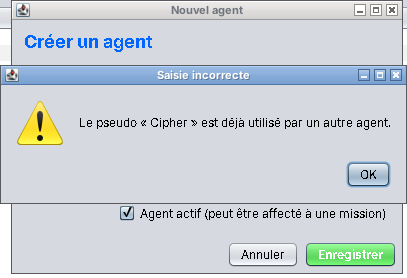 Nouvel agent
Créer un agent
Saisie incorrecte
Le pseudo « Cipher » est déjà utilisé par un autre agent.
OK
Agent actif (peut être affecté à une mission)
Annuler
Enregistrer